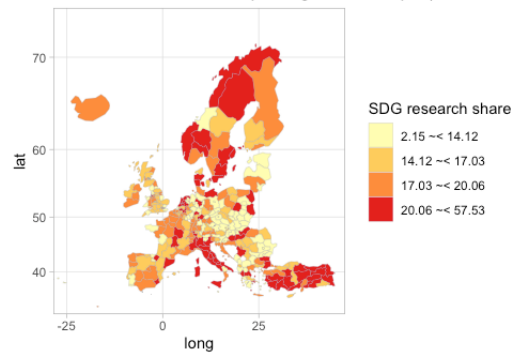 70
60
50
40
lat
-25
0
25
long
SDG research share
2.15 ~< 14.12
14.12 ~< 17.03
17.03 ~< 20.06
20.06 ~< 57.53